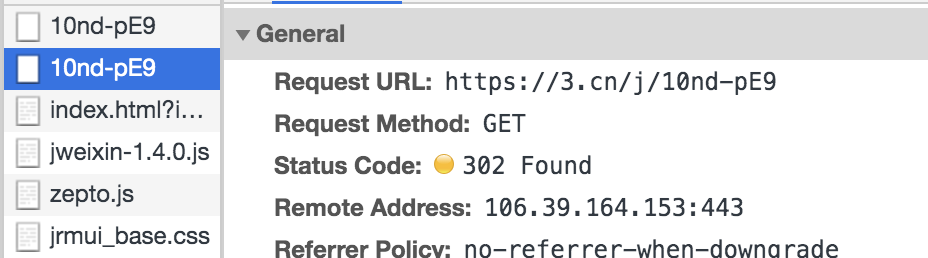 10nd-pE9
10nd-pE9
index.html?i...
jweixin-1.4.0.js
zepto.js
jrmui_base.css
General
Request URL: https://3.cn/j/10nd-pE9
Request Method: GET
Status Code: 302 Found
Remote Address: 106.39.164.153:443
Referrer Policy: no-referrer-when-downgrade